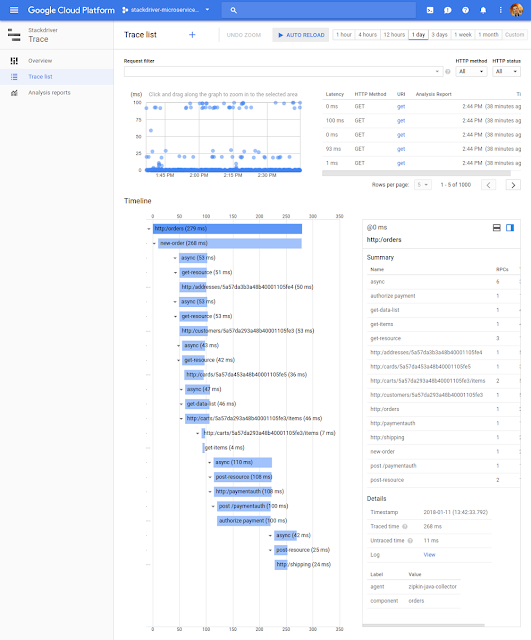 Google Cloud Platform
stackdriver-microservice...
Stackdriver
Trace
Trace list
UNDO ZOOM
AUTO RELOAD
1 hour
4 hours
12 hours
1 day
3 days
1 week
1 month
Custom
Overview
Trace list
Analysis reports
Request filter
HTTP method
HTTP status
All
All
(ms)
Click and drag along the graph to zoom in to the selected area
100
75
50
25
0
1:45 PM
2:00 PM
2:15 PM
2:30 PM
Latency HTTP Method URI Analysis Report Ti
0 ms GET get 2:44 PM (38 minutes ag
100 ms GET get 2:44 PM (38 minutes ag
0 ms GET get 2:44 PM (38 minutes ag
93 ms GET get 2:44 PM (38 minutes ag
1 ms GET get 2:44 PM (38 minutes ag
Rows per page: 5 1 - 5 of 1000
Timeline
0 50 100 150 200 250 300 350
http:/orders (279 ms)
new-order (268 ms)
async (53 ms)
get-resource (51 ms)
http:/addresses/5a57da3b3a48b40001105fe4 (50 ms)
async (53 ms)
get-resource (53 ms)
http:/customers/5a57da293a48b40001105fe3 (53 ms)
async (43 ms)
get-resource (42 ms)
http:/cards/5a57da453a48b40001105fe5 (36 ms)
async (47 ms)
get-data-list (46 ms)
http:/carts/5a57da293a48b40001105fe3/items (46 ms)
http:/carts/5a57da293a48b40001105fe3/items (7 ms)
get-items (4 ms)
async (110 ms)
post-resource (108 ms)
http:/paymentauth (108 ms)
post /paymentauth (100 ms)
authorize payment (100 ms)
async (42 ms)
post-resource (25 ms)
http:/shipping (24 ms)
0 50 100 150 200 250 300 350
@0 ms
http:/orders
Summary
Name RPCs
async 6
authorize payment 1
get-data-list 1
get-items 1
get-resource 3
http:/addresses/5a57da3b3a48b40001105fe4 1
http:/cards/5a57da453a48b40001105fe5 1
http:/carts/5a57da293a48b40001105fe3/items 2
http:/customers/5a57da293a48b40001105fe3 1
http:/orders 1
http:/paymentauth 1
http:/shipping 1
new-order 1
post /paymentauth 1
post-resource 2
Details
Timestamp 2018-01-11 (13:42:33.792)
Traced time 268 ms
Untraced time 11 ms
Log View
Label Value
agent zipkin-java-collector
component orders